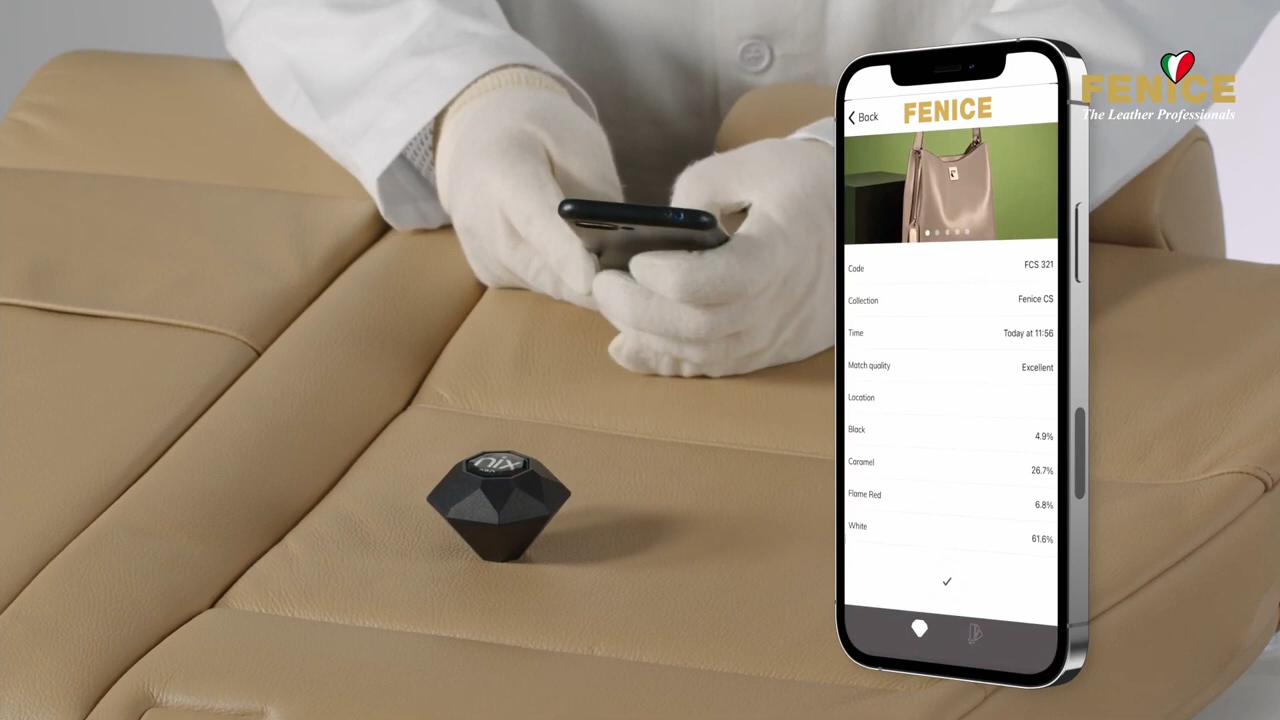 FENICE
The Leather Professionals
Back
FENICE
Code FCS 321
Collection Fenice CS
Time Today at 11:56
Match quality Excellent
Location
Black 4.9%
Caramel 26.7%
Flame Red 6.8%
White 61.6%
nix